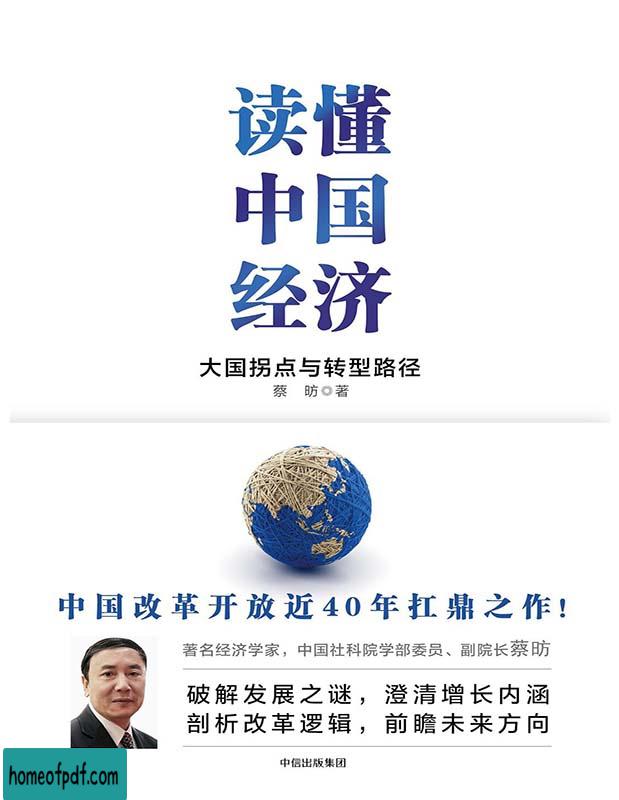 读懂
中国
经济
大国拐点与转型路径
蔡 昉◎著
中国改革开放近40年扛鼎之作!
著名经济学家，中国社科院学部委员、副院长蔡昉
破解发展之谜，澄清增长内涵
剖析改革逻辑，前瞻未来方向
中信出版集团
homeofpdf.com